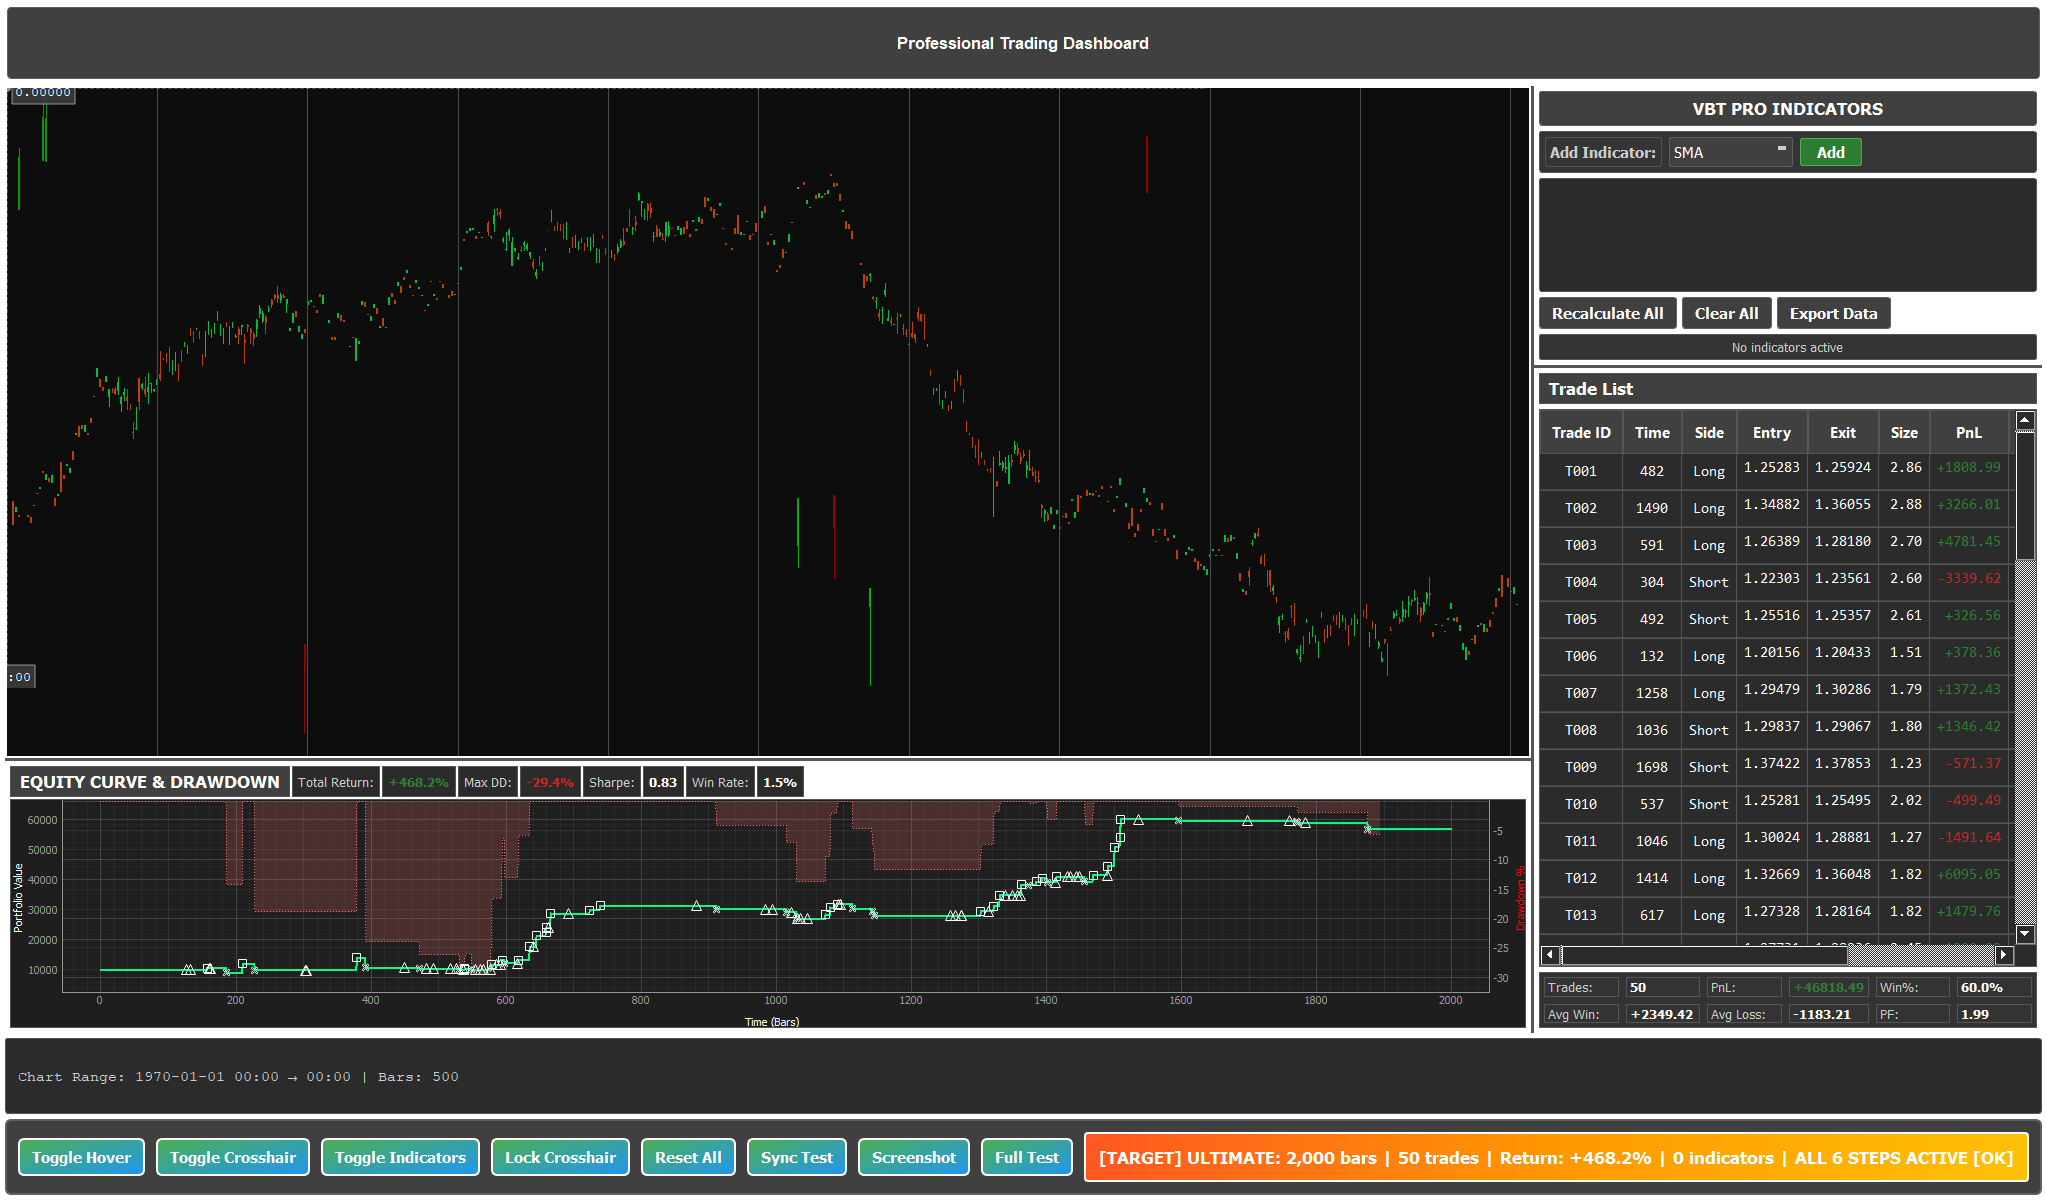 Professional Trading Dashboard
0.00000
:00
VBT PRO INDICATORS
Add Indicator: SMA Add
Recalculate All Clear All Export Data
No indicators active
Trade List
Trade ID Time Side Entry Exit Size PnL
T001 482 Long 1.25283 1.25924 2.86 +1808.99
T002 1490 Long 1.34882 1.36055 2.88 +3266.01
T003 591 Long 1.26389 1.28180 2.70 +4781.45
T004 304 Short 1.22303 1.23561 2.60 -3339.62
T005 492 Short 1.25516 1.25357 2.61 +326.56
T006 132 Long 1.20156 1.20433 1.51 +378.36
T007 1258 Long 1.29479 1.30286 1.79 +1372.43
T008 1036 Short 1.29837 1.29067 1.80 +1346.42
T009 1698 Short 1.37422 1.37853 1.23 -571.37
T010 537 Short 1.25281 1.25495 2.02 -499.49
T011 1046 Long 1.30024 1.28881 1.27 -1491.64
T012 1414 Long 1.32669 1.36048 1.82 +6095.05
T013 617 Long 1.27328 1.28164 1.82 +1479.76
Trades: 50 PnL: +46818.49 Win%: 60.0%
Avg Win: +2349.42 Avg Loss: -1183.21 PF: 1.99
EQUITY CURVE & DRAWDOWN Total Return: +468.2% Max DD: -29.4% Sharpe: 0.83 Win Rate: 1.5%
Portfolio Value
60000
50000
40000
30000
20000
10000
0 200 400 600 800 1000 1200 1400 1600 1800 2000
Time (Bars)
-5
-10
-15
-20
-25
-30
Drawdown %
Chart Range: 1970-01-01 00:00 → 00:00 | Bars: 500
Toggle Hover Toggle Crosshair Toggle Indicators Lock Crosshair Reset All Sync Test Screenshot Full Test [TARGET] ULTIMATE: 2,000 bars | 50 trades | Return: +468.2% | 0 indicators | ALL 6 STEPS ACTIVE [OK]